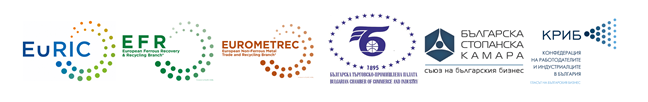 EuRIC
EFR
European Ferrous Recovery
& Recycling Branch
EUROMETREC
European Non-Ferrous Metal
Trade and Recycling Branch
1895
БЪЛГАРСКА ТЪРГОВСКО-ПРОМИШЛЕНА ПАЛАТА
BULGARIAN CHAMBER OF COMMERCE AND INDUSTRY
БЪЛГАРСКА
СТОПАНСКА
КАМАРА
СЪЮЗ НА БЪЛГАРСКИЯ БИЗНЕС
КРИБ
КОНФЕДЕРАЦИЯ
НА РАБОТОДАТЕЛИТЕ
И ИНДУСТРИАЛЦИТЕ
В БЪЛГАРИЯ